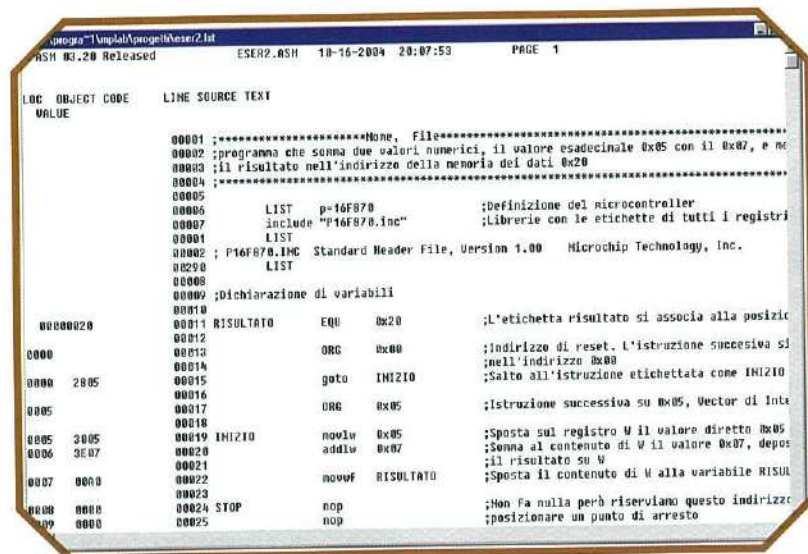 \progra~1\mplab\progetti\eser2.lst
ASM 03.20 Released ESER2.ASM 10-16-2004 20:07:53 PAGE 1
LOC OBJECT CODE LINE SOURCE TEXT
VALUE
00001 ;**********************Nome, File**********************************************
00002 ;programma che somma due valori numerici, il valore esadecimale 0x05 con il 0x07, e
00003 ;il risultato nell'indirizzo della memoria dei dati 0x20
00004 ;******************************************************************************
00005
00006 LIST p=16F870 ;Definizione del microcontroller
00007 include "P16F870.inc" ;Librerie con le etichette di tutti i registri
00001 LIST
00002 ; P16F870.INC Standard Header File, Version 1.00 Microchip Technology, Inc.
00290 LIST
00008
00009 ;Dichiarazione di variabili
00010
00000020 00011 RISULTATO EQU 0x20 ;L'etichetta risultato si associa alla
00012
0000 00013 ORG 0x00 ;Indirizzo di reset. L'istruzione succesiva si
00014 ;nell'indirizzo 0x00
0000 2805 00015 goto INIZIO ;Salto all'istruzione etichettata come INIZIO
00016
0005 00017 ORG 0x05 ;Istruzione successiva su 0x05, Vector di
00018
0005 3005 00019 INIZIO movlw 0x05 ;Sposta sul registro W il valore diretto 0x05
0006 3E07 00020 addlw 0x07 ;Somma al contenuto di W il valore 0x07,
00021 ;il risultato su W
0007 00A0 00022 movwf RISULTATO ;Sposta il contenuto di W alla variabile
00023
0008 0000 00024 STOP nop ;Non Fa nulla però riserviamo questo indirizzo
0009 0000 00025 nop ;posizionare un punto di arresto